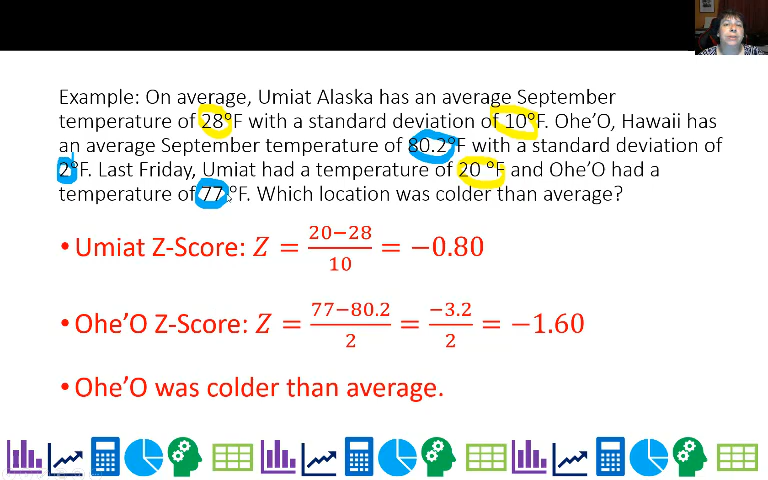 Example: On average, Umiat Alaska has an average September
temperature of 28°F with a standard deviation of 10°F. Ohe’O, Hawaii has
an average September temperature of 80.2°F with a standard deviation of
2°F. Last Friday, Umiat had a temperature of 20 °F and Ohe’O had a
temperature of 77 °F. Which location was colder than average?
• Umiat Z-Score: Z = \frac{20−28}{10} = −0.80
• Ohe’O Z-Score: Z = \frac{77−80.2}{2} = \frac{−3.2}{2} = −1.60
• Ohe’O was colder than average.